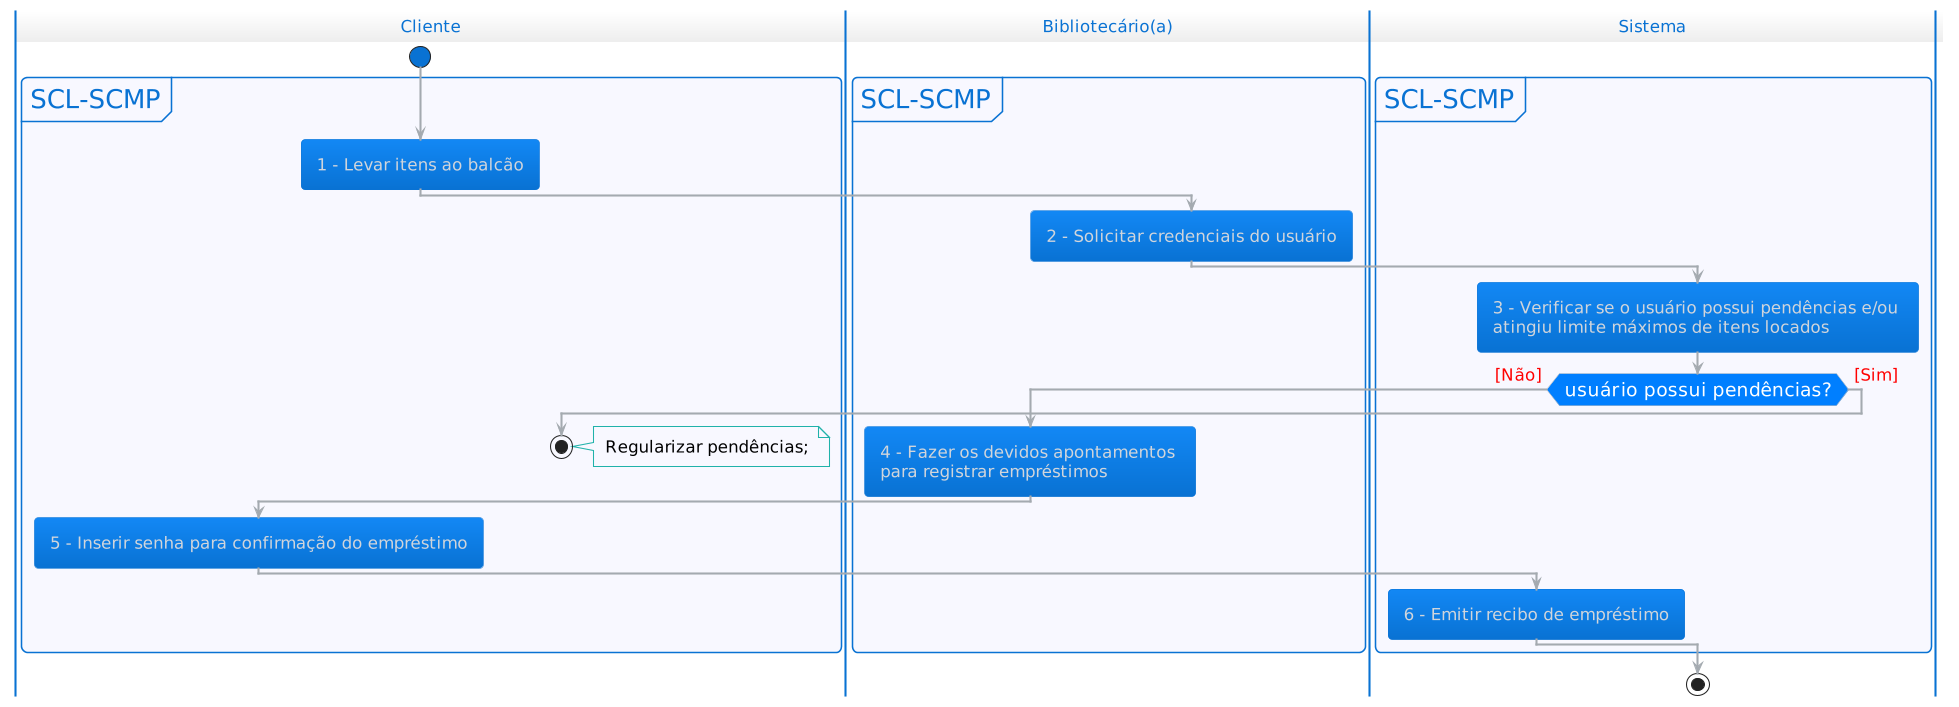 Cliente
Bibliotecário(a)
Sistema
SCL-SCMP
SCL-SCMP
SCL-SCMP
1 - Levar itens ao balcão
2 - Solicitar credenciais do usuário
3 - Verificar se o usuário possui pendências e/ou
atingiu limite máximos de itens locados
[Não]
usuário possui pendências?
[Sim]
Regularizar pendências;
4 - Fazer os devidos apontamentos
para registrar empréstimos
5 - Inserir senha para confirmação do empréstimo
6 - Emitir recibo de empréstimo